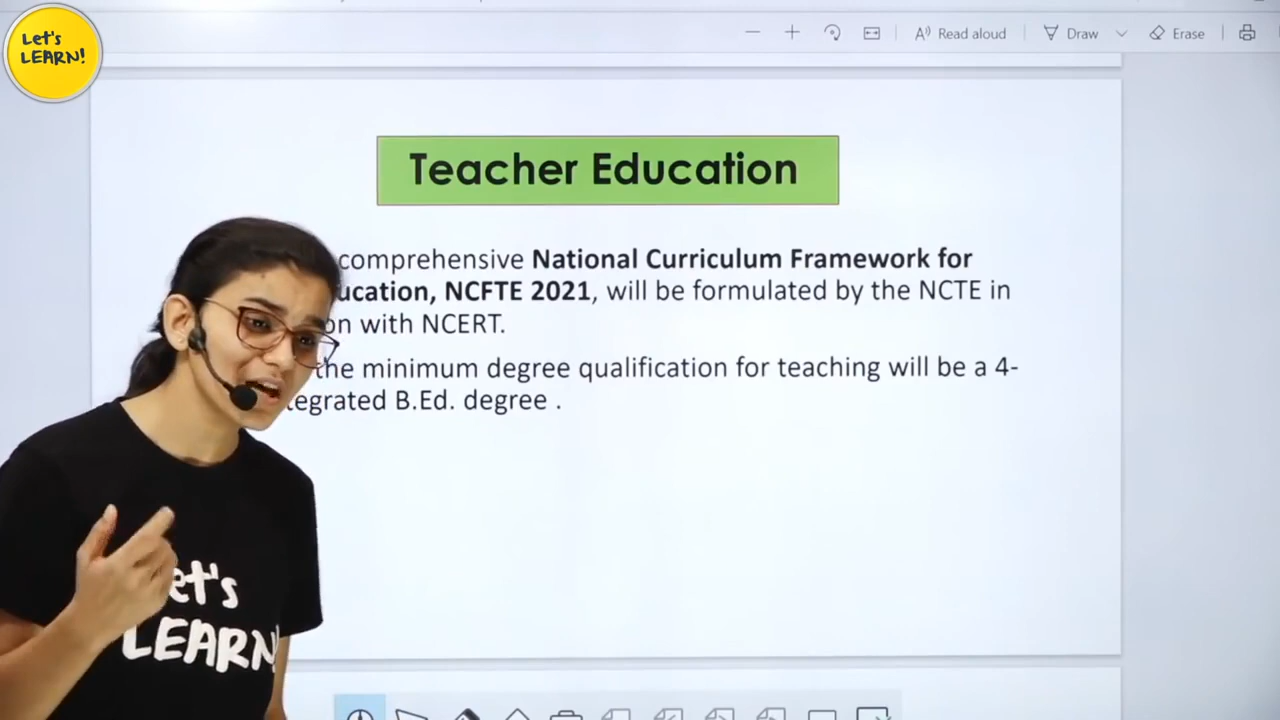 Let's
LEARN!
Read aloud
Draw
Erase
Teacher Education
comprehensive National Curriculum Framework for
ucation, NCFTE 2021, will be formulated by the NCTE in
on with NCERT.
the minimum degree qualification for teaching will be a 4-
tegrated B.Ed. degree .
et's
LEARN